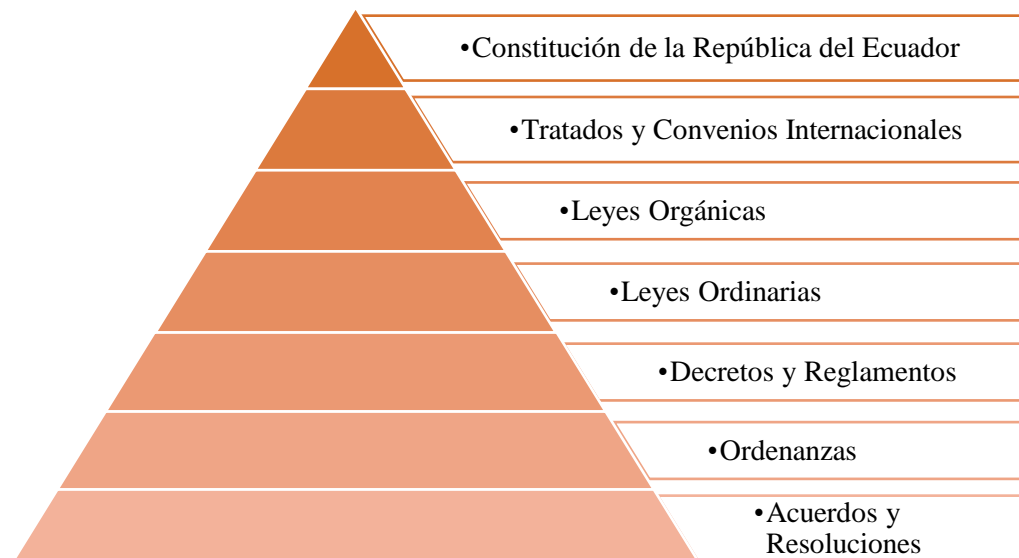 •Constitución de la República del Ecuador
•Tratados y Convenios Internacionales
•Leyes Orgánicas
•Leyes Ordinarias
•Decretos y Reglamentos
•Ordenanzas
•Acuerdos y
Resoluciones